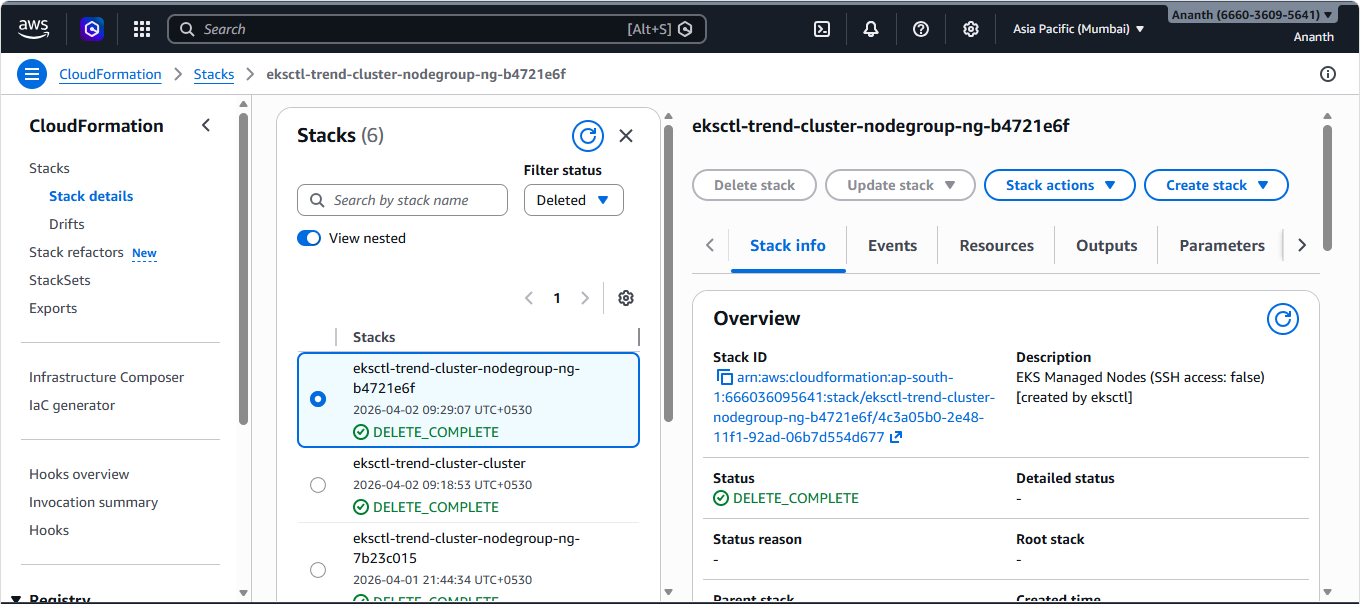 aws
Search
[Alt+S]
Asia Pacific (Mumbai)
Ananth (6660-3609-5641)
Ananth
CloudFormation
Stacks
eksctl-trend-cluster-nodegroup-ng-b4721e6f
CloudFormation
Stacks
Stack details
Drifts
Stack refactors New
StackSets
Exports
Infrastructure Composer
IaC generator
Hooks overview
Invocation summary
Hooks
Registry
Stacks (6)
Filter status
Search by stack name
Deleted
View nested
1
Stacks
eksctl-trend-cluster-nodegroup-ng-
b4721e6f
2026-04-02 09:29:07 UTC+0530
DELETE_COMPLETE
eksctl-trend-cluster-cluster
2026-04-02 09:18:53 UTC+0530
DELETE_COMPLETE
eksctl-trend-cluster-nodegroup-ng-
7b23c015
2026-04-01 21:44:34 UTC+0530
DELETE_COMPLETE
eksctl-trend-cluster-nodegroup-ng-b4721e6f
Delete stack
Update stack
Stack actions
Create stack
Stack info
Events
Resources
Outputs
Parameters
Overview
Stack ID
arn:aws:cloudformation:ap-south-
1:666036095641:stack/eksctl-trend-cluster-
nodegroup-ng-b4721e6f/4c3a05b0-2e48-
11f1-92ad-06b7d554d677
Description
EKS Managed Nodes (SSH access: false)
[created by eksctl]
Status
DELETE_COMPLETE
Detailed status
-
Status reason
-
Root stack
-
Parent stack
Created time